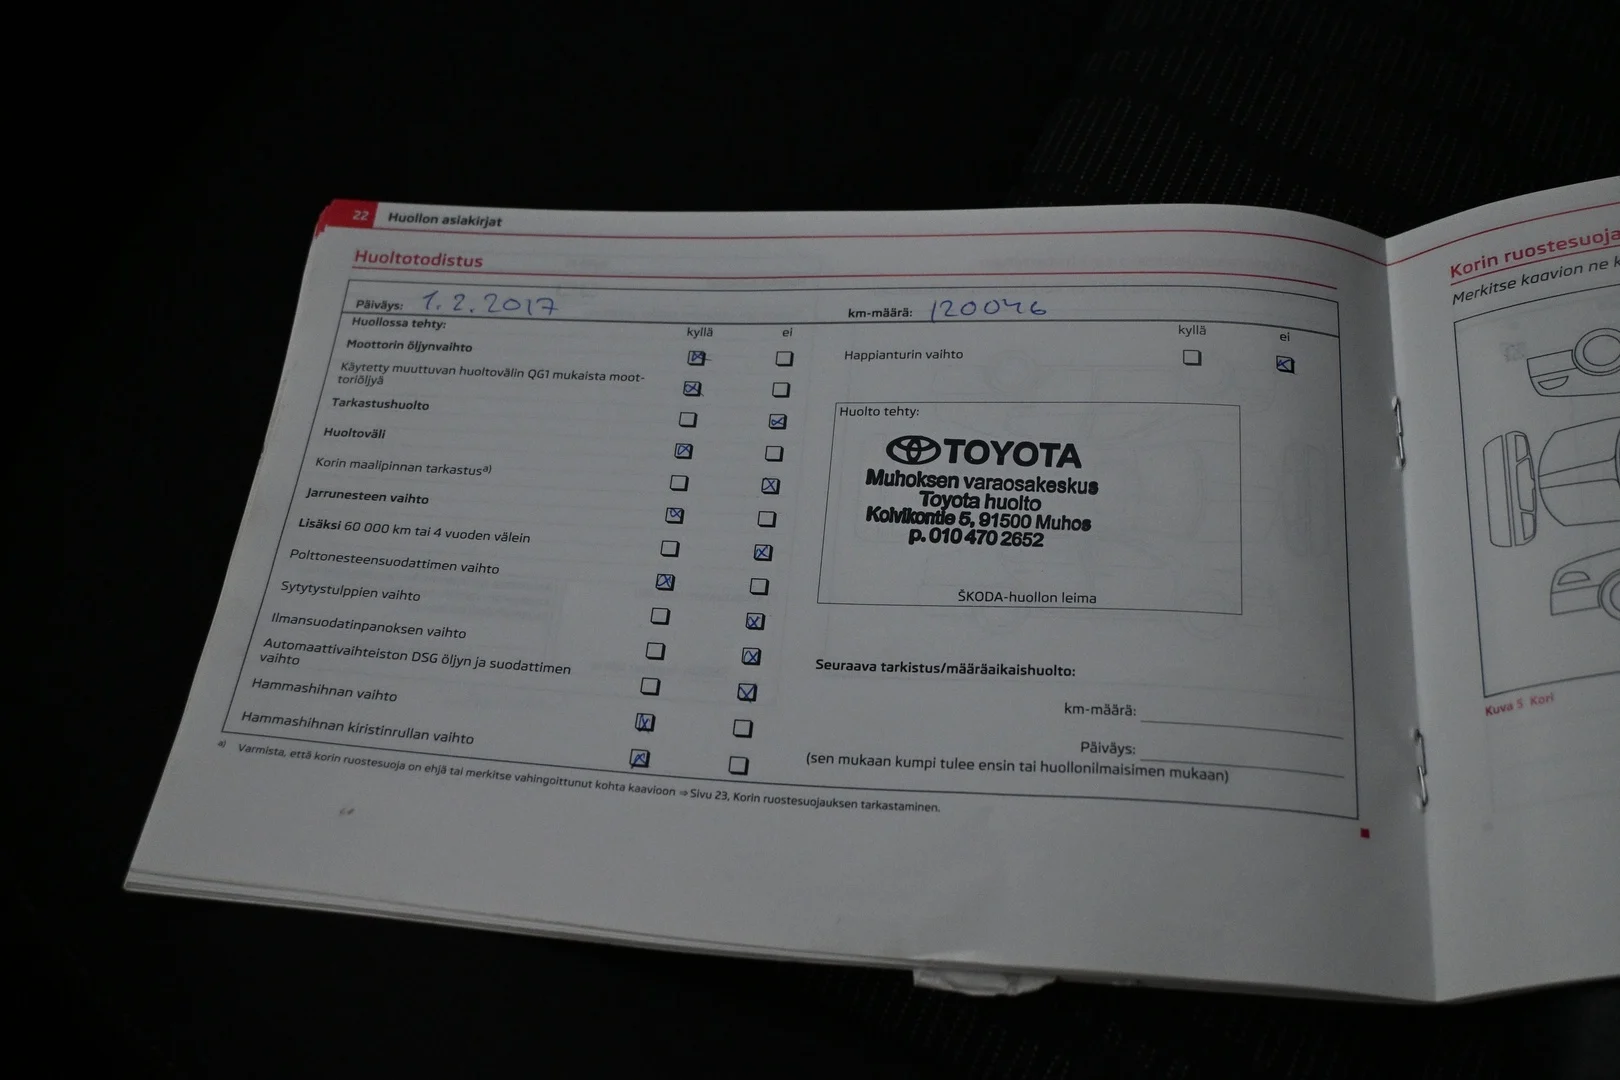 22 Huollon asiakirjat
Huoltotodistus
Päiväys: 1.2.2017 km-määrä: 120046
Huollossa tehty: kyllä ei
Moottorin öljynvaihto
Käytetty muuttuvan huoltovälin QG1 mukaista moot-
toriöljyä
Tarkastushuolto
Huoltoväli
Korin maalipinnan tarkastus a)
Jarrunesteen vaihto
Lisäksi 60 000 km tai 4 vuoden välein
Polttonesteensuodattimen vaihto
Sytytystulppien vaihto
Ilmansuodatinpanoksen vaihto
Automaattivaihteiston DSG öljyn ja suodattimen
vaihto
Hammashihnan vaihto
Hammashihnan kiristinrullan vaihto
kyllä ei
Happianturin vaihto
Huolto tehty:
TOYOTA
Muhoksen varaosakeskus
Toyota huolto
Kolvikontie 5, 91500 Muhos
p. 010 470 2652
ŠKODA-huollon leima
Seuraava tarkistus/määräaikaishuolto:
km-määrä:
Päiväys:
(sen mukaan kumpi tulee ensin tai huollonilmaisimen mukaan)
a) Varmista, että korin ruostesuoja on ehjä tai merkitse vahingoittunut kohta kaavioon ⇒ Sivu 23, Korin ruostesuojauksen tarkastaminen.
Korin ruostesuoja
Merkitse kaavion ne k
Kuva 5 Kori